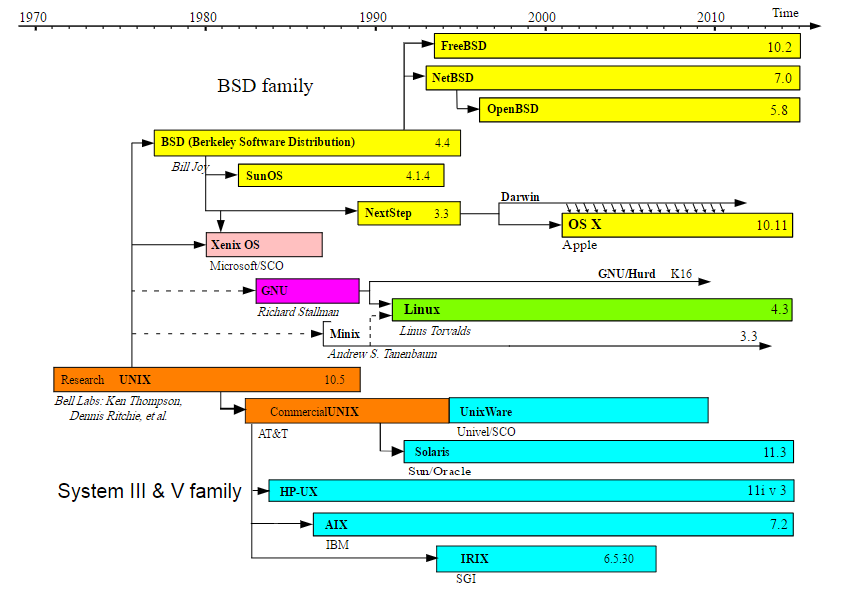 1970 1980 1990 2000 2010 Time
FreeBSD 10.2
BSD family
NetBSD 7.0
OpenBSD 5.8
BSD (Berkeley Software Distribution) 4.4
Bill Joy
SunOS 4.1.4
Darwin
NextStep 3.3
OS X 10.11
Apple
Xenix OS
Microsoft/SCO
GNU/Hurd K16
GNU
Richard Stallman
Linux 4.3
Linus Torvalds
Minix 3.3
Andrew S. Tanenbaum
Research UNIX 10.5
Bell Labs: Ken Thompson,
Dennis Ritchie, et al.
CommercialUNIX
AT&T
UnixWare
Univel/SCO
Solaris 11.3
Sun/Oracle
System III & V family
HP-UX 11i v 3
AIX 7.2
IBM
IRIX 6.5.30
SGI